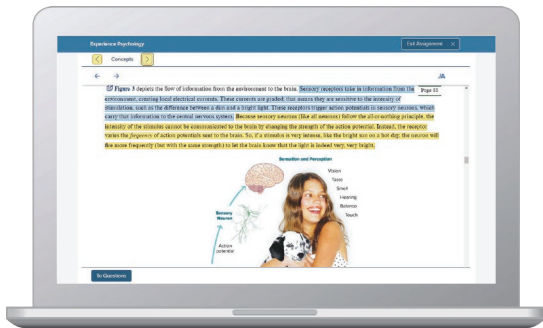 Experience Psychology
Exit Assignment ×
< Concepts >
← →
Figure 3 depicts the flow of information from the environment to the brain. Sensory receptors take in information from the
Page 83
environment, creating local electrical currents. These currents are graded; that means they are sensitive to the intensity of
stimulation, such as the difference between a dim and a bright light. These receptors trigger action potentials in sensory neurons, which
carry that information to the central nervous system. Because sensory neurons (like all neurons) follow the all-or-nothing principle, the
intensity of the stimulus cannot be communicated to the brain by changing the strength of the action potential. Instead, the receptor
varies the frequency of action potentials sent to the brain. So, if a stimulus is very intense, like the bright sun on a hot day, the neuron will
fire more frequently (but with the same strength) to let the brain know that the light is indeed very, very bright.
Sensation and Perception
Vision
Taste
Smell
Hearing
Balance
Touch
Sensory
Neuron
Action
potential
To Questions